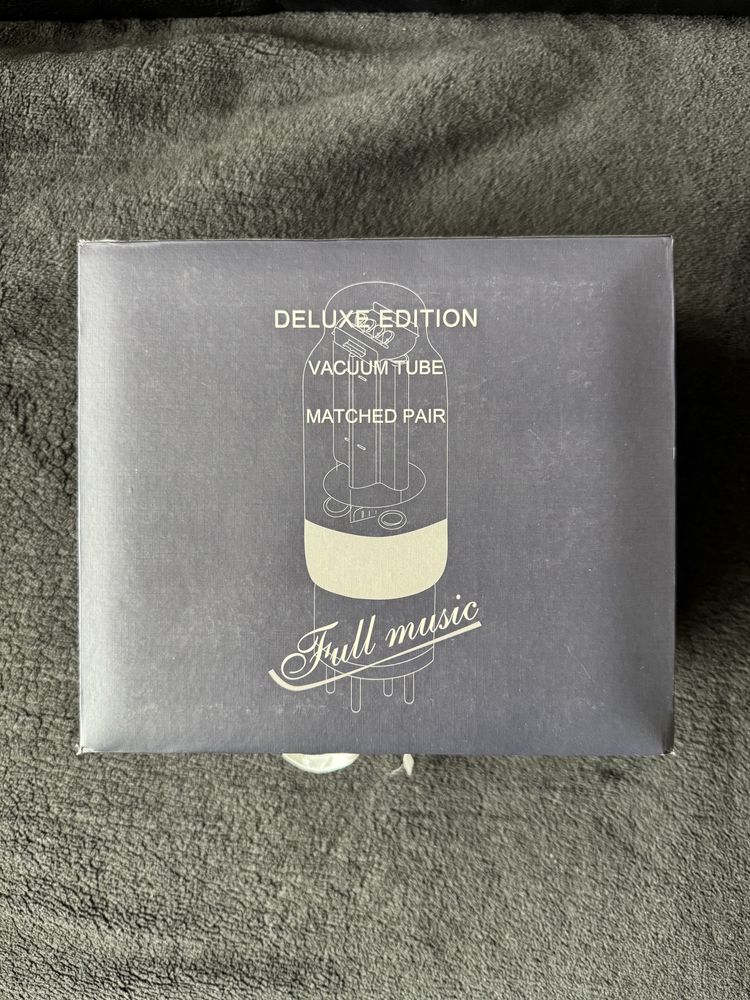 DELUXE EDITION
VACUUM TUBE
MATCHED PAIR
Full music